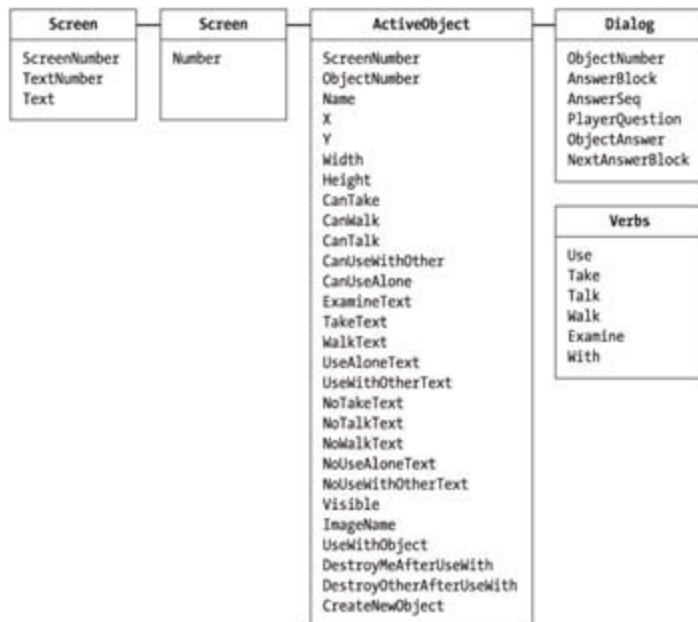 Screen
ScreenNumber
TextNumber
Text
Screen
Number
ActiveObject
ScreenNumber
ObjectNumber
Name
X
Y
Width
Height
CanTake
CanWalk
CanTalk
CanUseWithOther
CanUseAlone
ExamineText
TakeText
WalkText
UseAloneText
UseWithOtherText
NoTakeText
NoTalkText
NoWalkText
NoUseAloneText
NoUseWithOtherText
Visible
ImageName
UseWithObject
DestroyMeAfterUseWith
DestroyOtherAfterUseWith
CreateNewObject
Dialog
ObjectNumber
AnswerBlock
AnswerSeq
PlayerQuestion
ObjectAnswer
NextAnswerBlock
Verbs
Use
Take
Talk
Walk
Examine
With